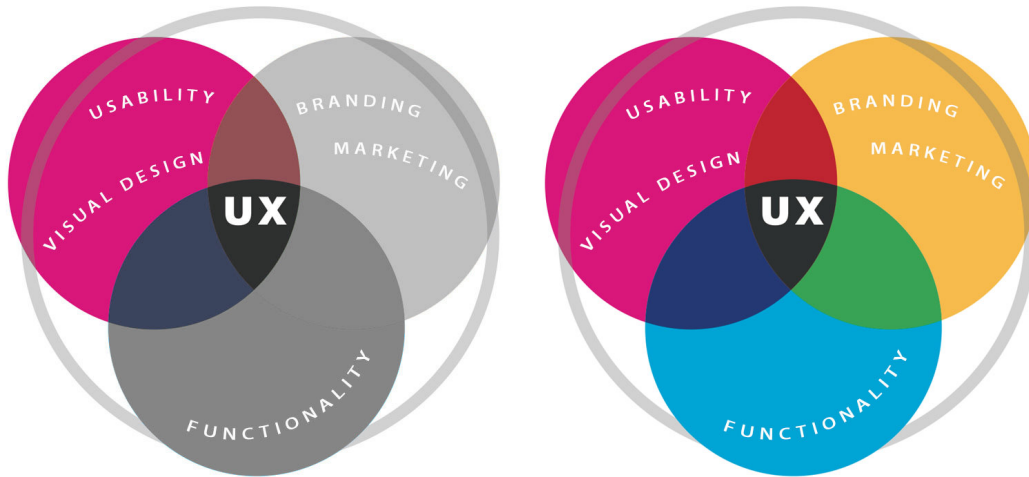 USABILITY
VISUAL DESIGN
BRANDING
MARKETING
UX
FUNCTIONALITY
USABILITY
VISUAL DESIGN
BRANDING
MARKETING
UX
FUNCTIONALITY